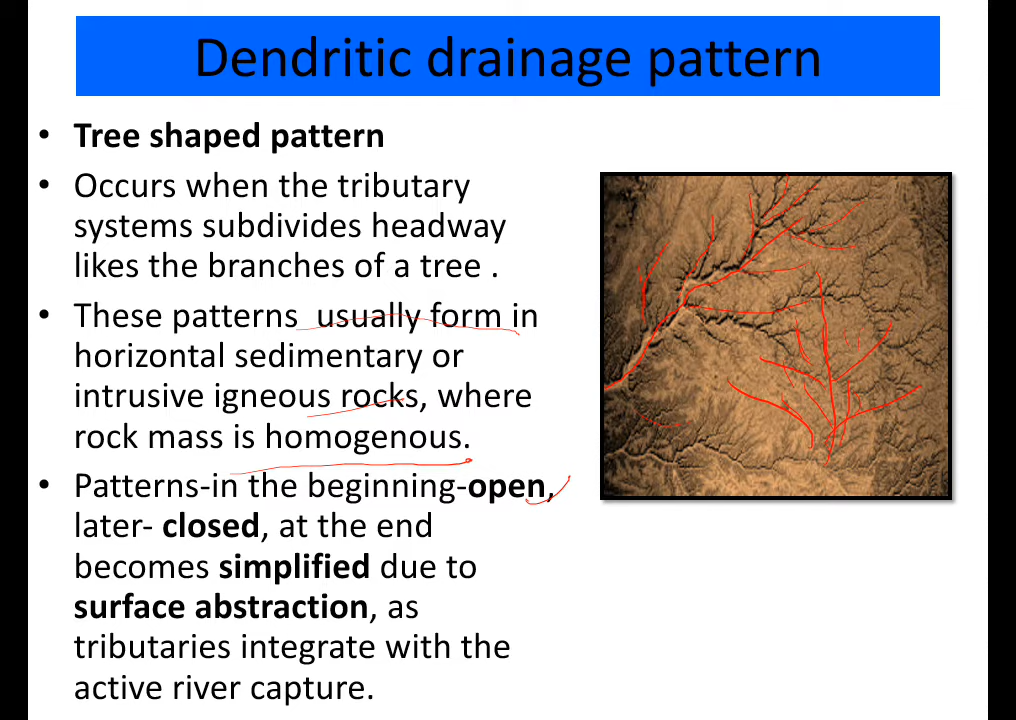 Dendritic drainage pattern
• Tree shaped pattern
• Occurs when the tributary
systems subdivides headway
likes the branches of a tree .
• These patterns usually form in
horizontal sedimentary or
intrusive igneous rocks, where
rock mass is homogenous.
• Patterns-in the beginning-open,
later- closed, at the end
becomes simplified due to
surface abstraction, as
tributaries integrate with the
active river capture.